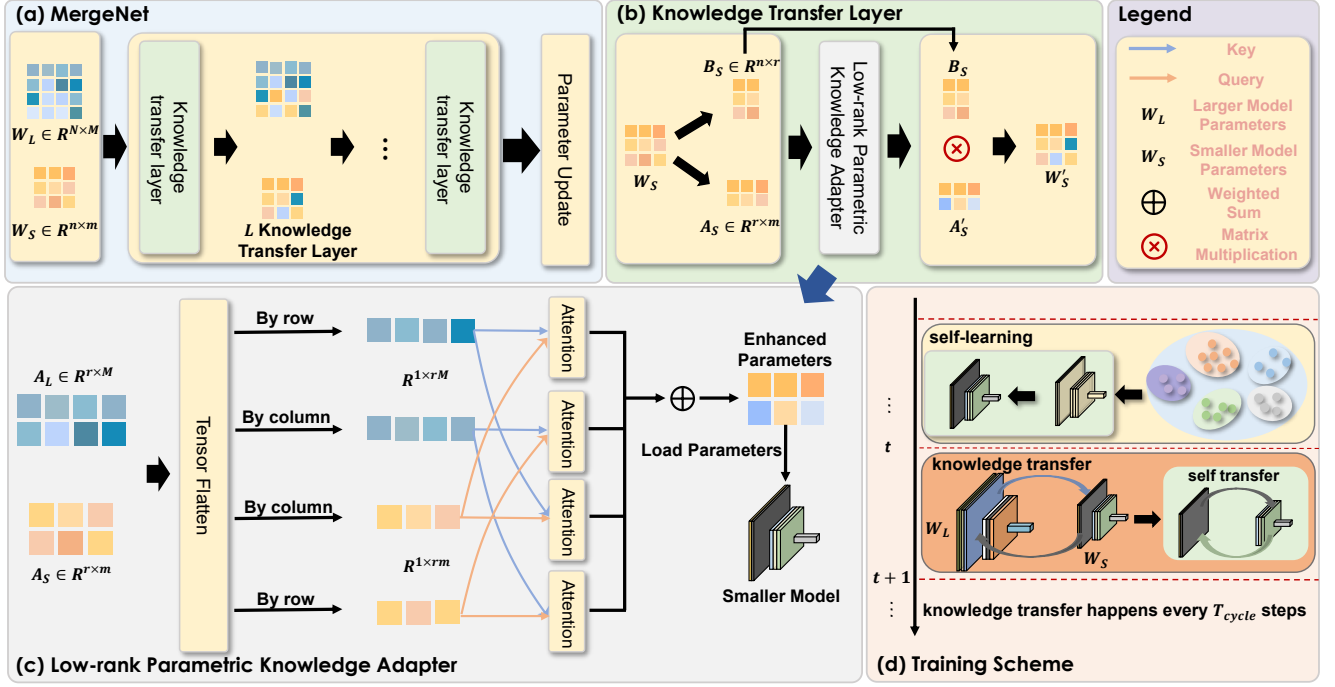 (a) MergeNet
W_L ∈ R^{N×M}
W_S ∈ R^{n×m}
Knowledge
transfer layer
⋮
L Knowledge
Transfer Layer
Knowledge
transfer layer
Parameter Update
(b) Knowledge Transfer Layer
W_S
B_S ∈ R^{n×r}
A_S ∈ R^{r×m}
Low-rank Parametric
Knowledge Adapter
B_S
A'_S
W'_S
Legend
Key
Query
W_L Larger Model
Parameters
W_S Smaller Model
Parameters
Weighted
Sum
Matrix
Multiplication
A_L ∈ R^{r×M}
A_S ∈ R^{r×m}
Tensor Flatten
By row
By column
By column
By row
R^{1×rM}
R^{1×rm}
Attention
Attention
Attention
Attention
Enhanced
Parameters
Load Parameters
Smaller Model
(c) Low-rank Parametric Knowledge Adapter
self-learning
⋮
t
knowledge transfer
self transfer
W_L
W_S
t + 1
⋮
knowledge transfer happens every T_{cycle} steps
(d) Training Scheme